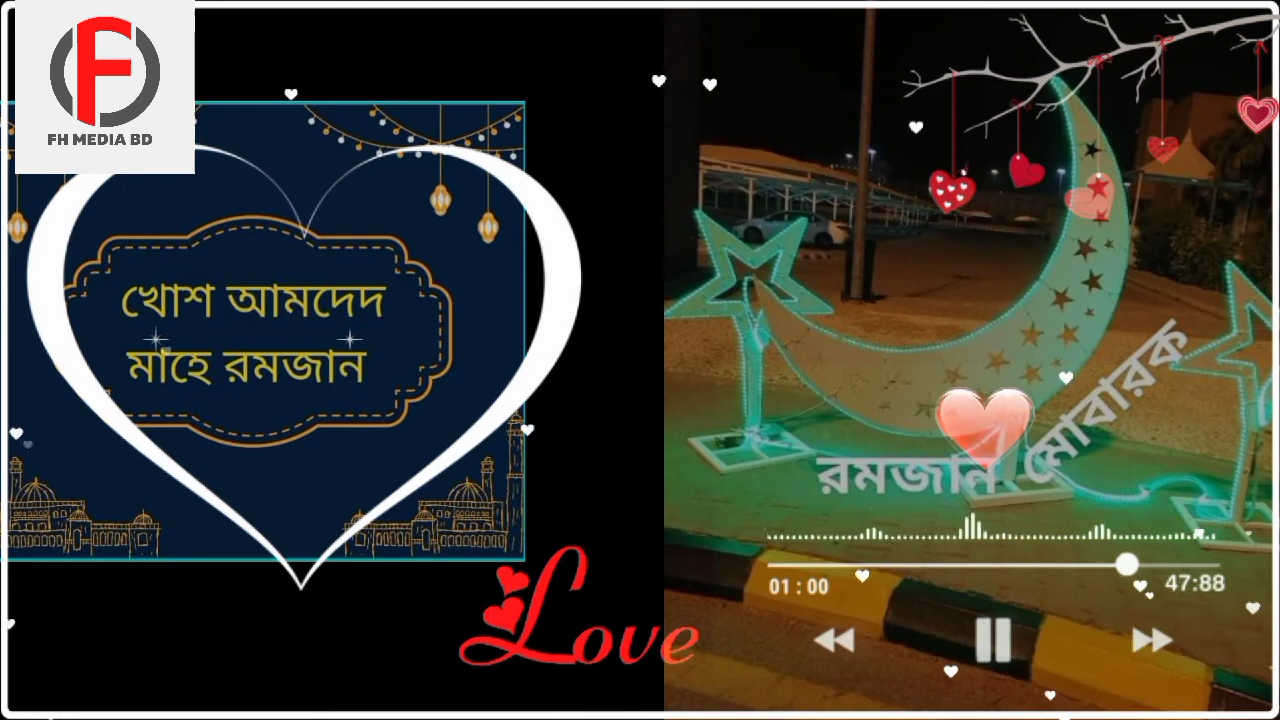 FH MEDIA BD
খোশ আমদেদ
মাহে রমজান
Love
রমজান মোবারক
01 : 00
47:88